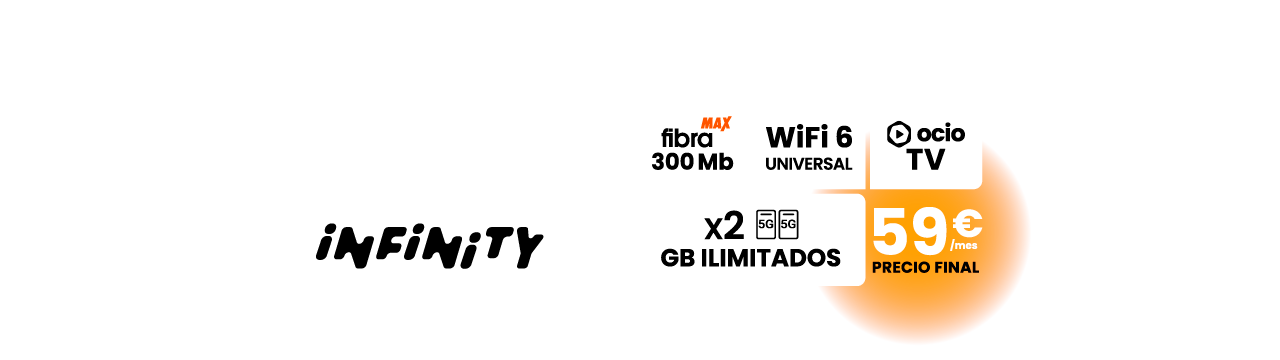 iNFiNiTY
fibra MAX
300 Mb
WiFi 6
UNIVERSAL
ocio
TV
x2 5G 5G
GB ILIMITADOS
59€
/mes
PRECIO FINAL